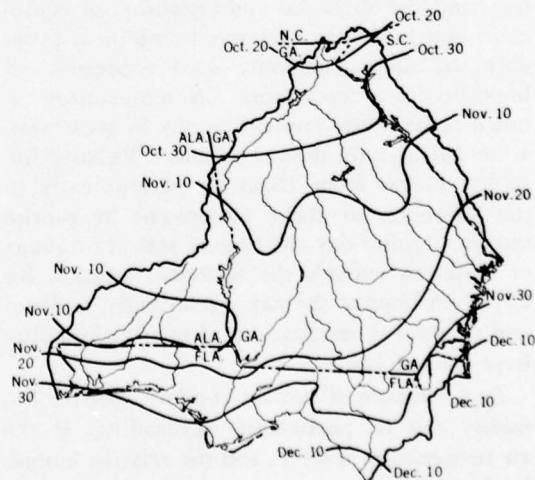 Oct. 20
N.C.
S.C.
Oct. 20
GA.
Oct. 30
ALA.
GA.
Nov. 10
Oct. 30
Nov. 10
Nov. 20
Nov. 10
Nov.10
Nov.30
ALA.
GA.
Nov.
20
FLA.
Dec. 10
GA.
FLA.
Nov.
30
Dec. 10
Dec. 10
Dec. 10